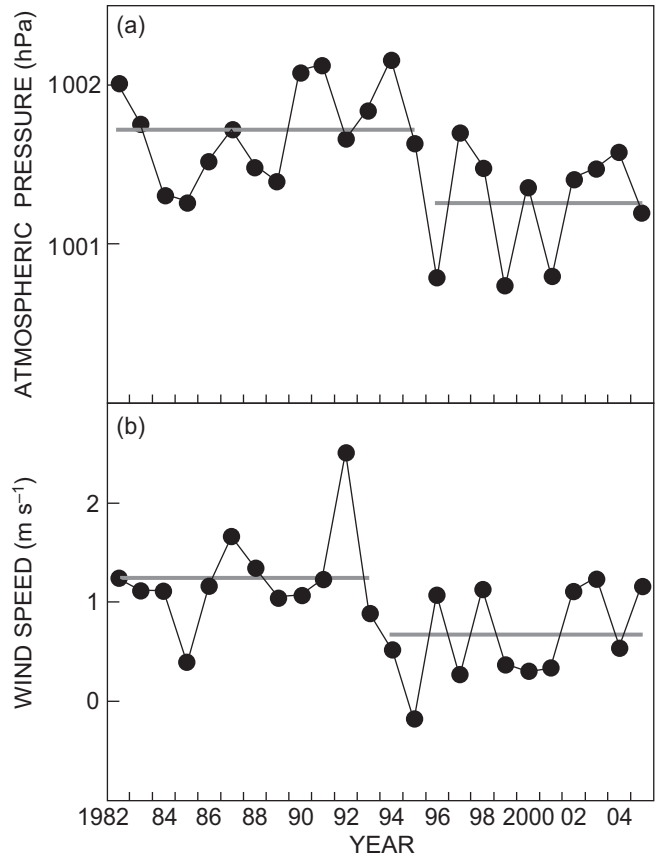 (a)
ATMOSPHERIC PRESSURE (hPa)
1002
1001
(b)
WIND SPEED (m s⁻¹)
2
1
0
1982 84 86 88 90 92 94 96 98 2000 02 04
YEAR